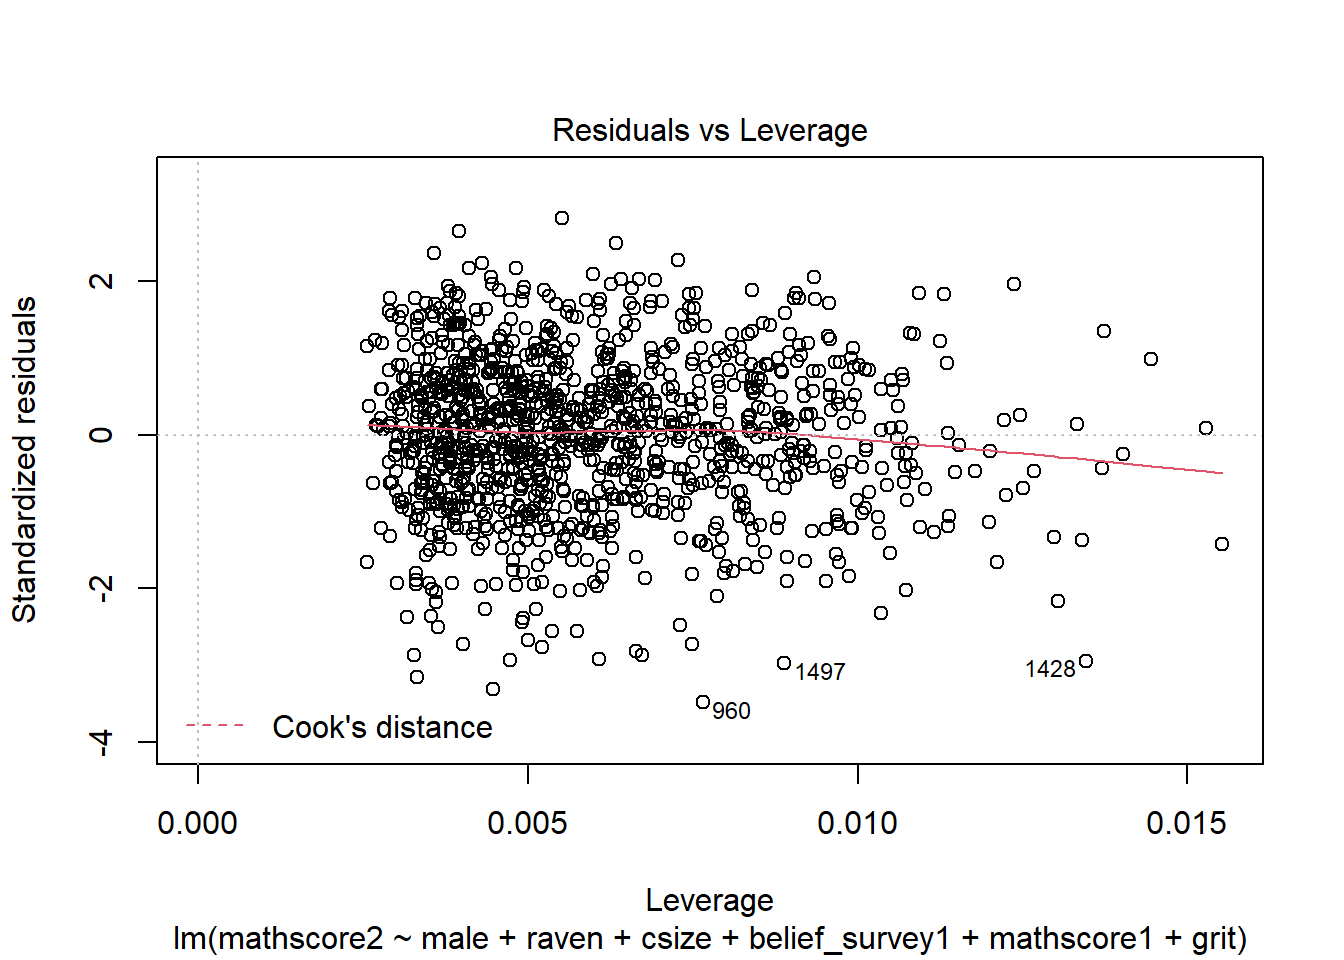 Residuals vs Leverage
Standardized residuals
2
0
-2
-4
1497
1428
960
Cook's distance
0.000 0.005 0.010 0.015
Leverage
lm(mathscore2 ~ male + raven + csize + belief_survey1 + mathscore1 + grit)